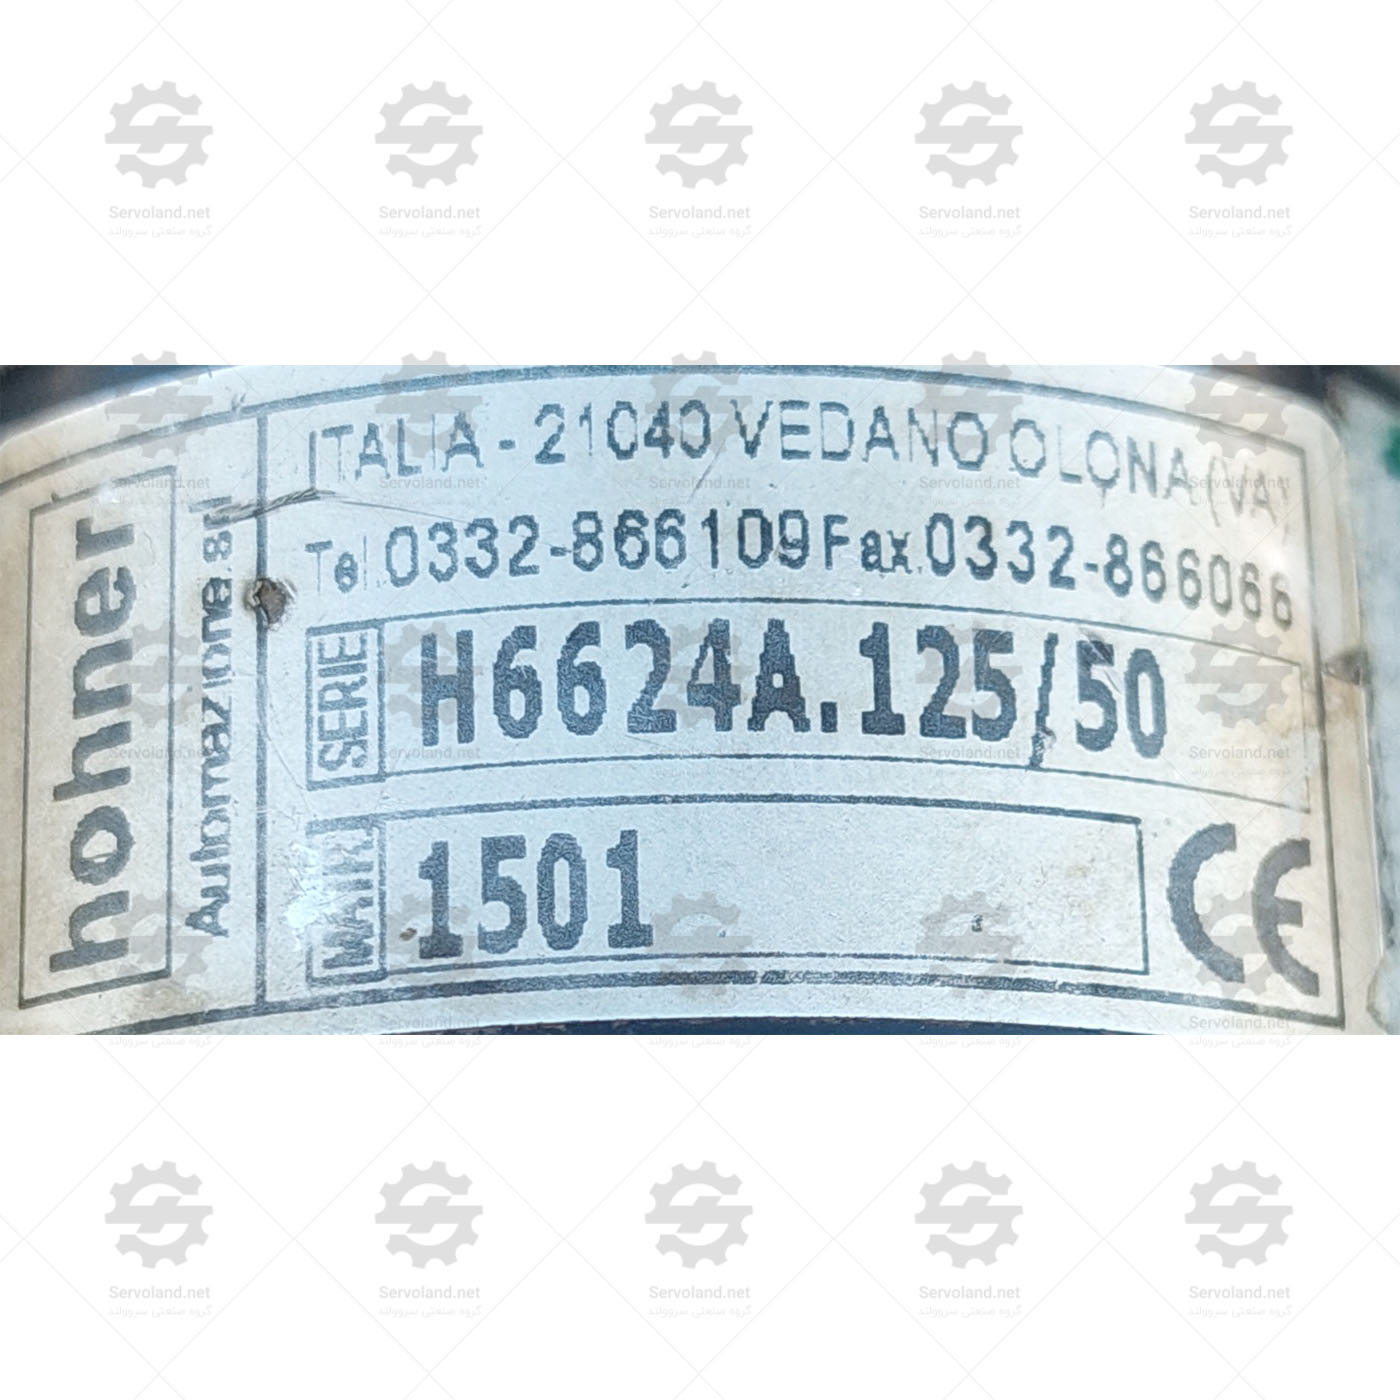 hohner
Automazione srl
ITALIA - 21040 VEDANO OLONA (VA)
Tel. 0332-866109 Fax. 0332-866066
SERIE H6624A.125/50
MATR 1501
CE
Servoland.net
گروه صنعتی سروولند